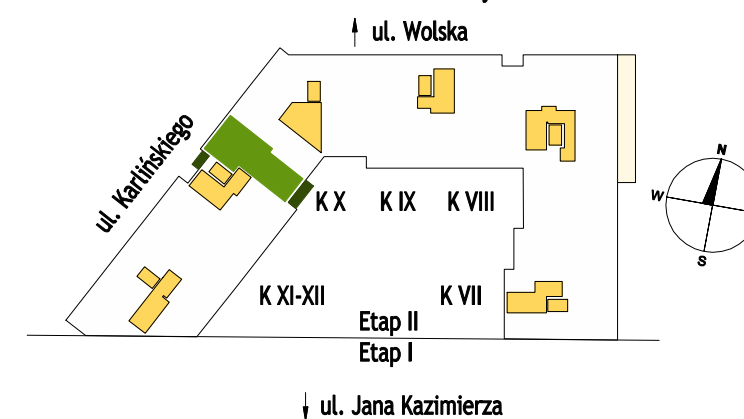 ul. Wolska
ul. Karlińskiego
N
W
S
K X K IX K VIII
K XI-XII K VII
Etap II
Etap I
ul. Jana Kazimierza